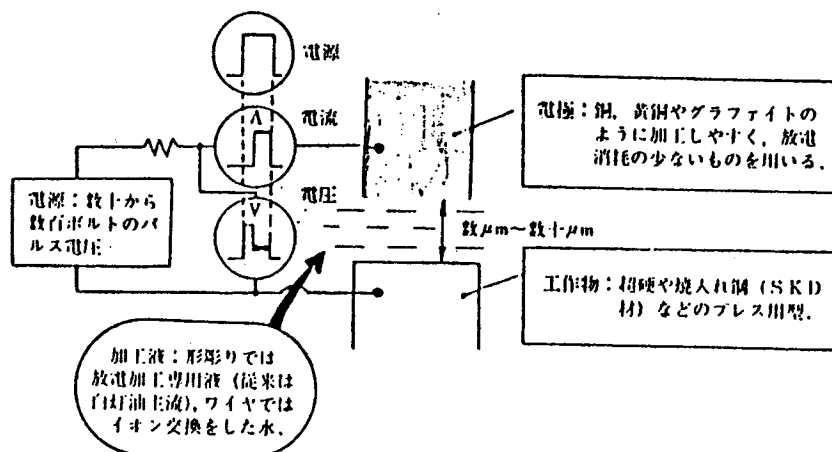 電源
A
電流
電極:銅,黄銅やグラファイトの
ように加工しやすく,放電
消耗の少ないものを用いる.
電源:数十から
数百ボルトのパ
ルス電圧
電圧
V
数μm~数十μm
工作物:超硬や焼入れ鋼(SKD
材)などのプレス用型.
加工液:形彫りでは
放電加工専用液(従来は
白灯油主流),ワイヤでは
イオン交換をした水.